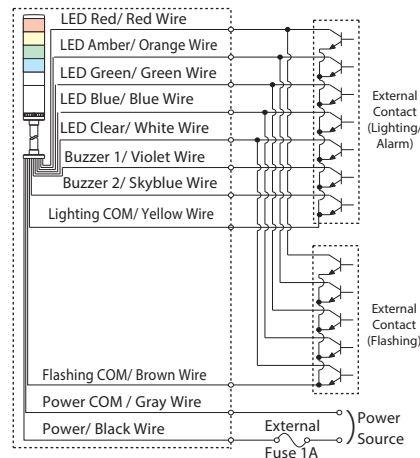 LED Red/ Red Wire
LED Amber/ Orange Wire
LED Green/ Green Wire
LED Blue/ Blue Wire
LED Clear/ White Wire
Buzzer 1/ Violet Wire
Buzzer 2/ Skyblue Wire
Lighting COM/ Yellow Wire
External
Contact
(Lighting/
Alarm)
External
Contact
(Flashing)
Flashing COM/ Brown Wire
Power COM / Gray Wire
Power/ Black Wire
External
Fuse 1A
Power
Source